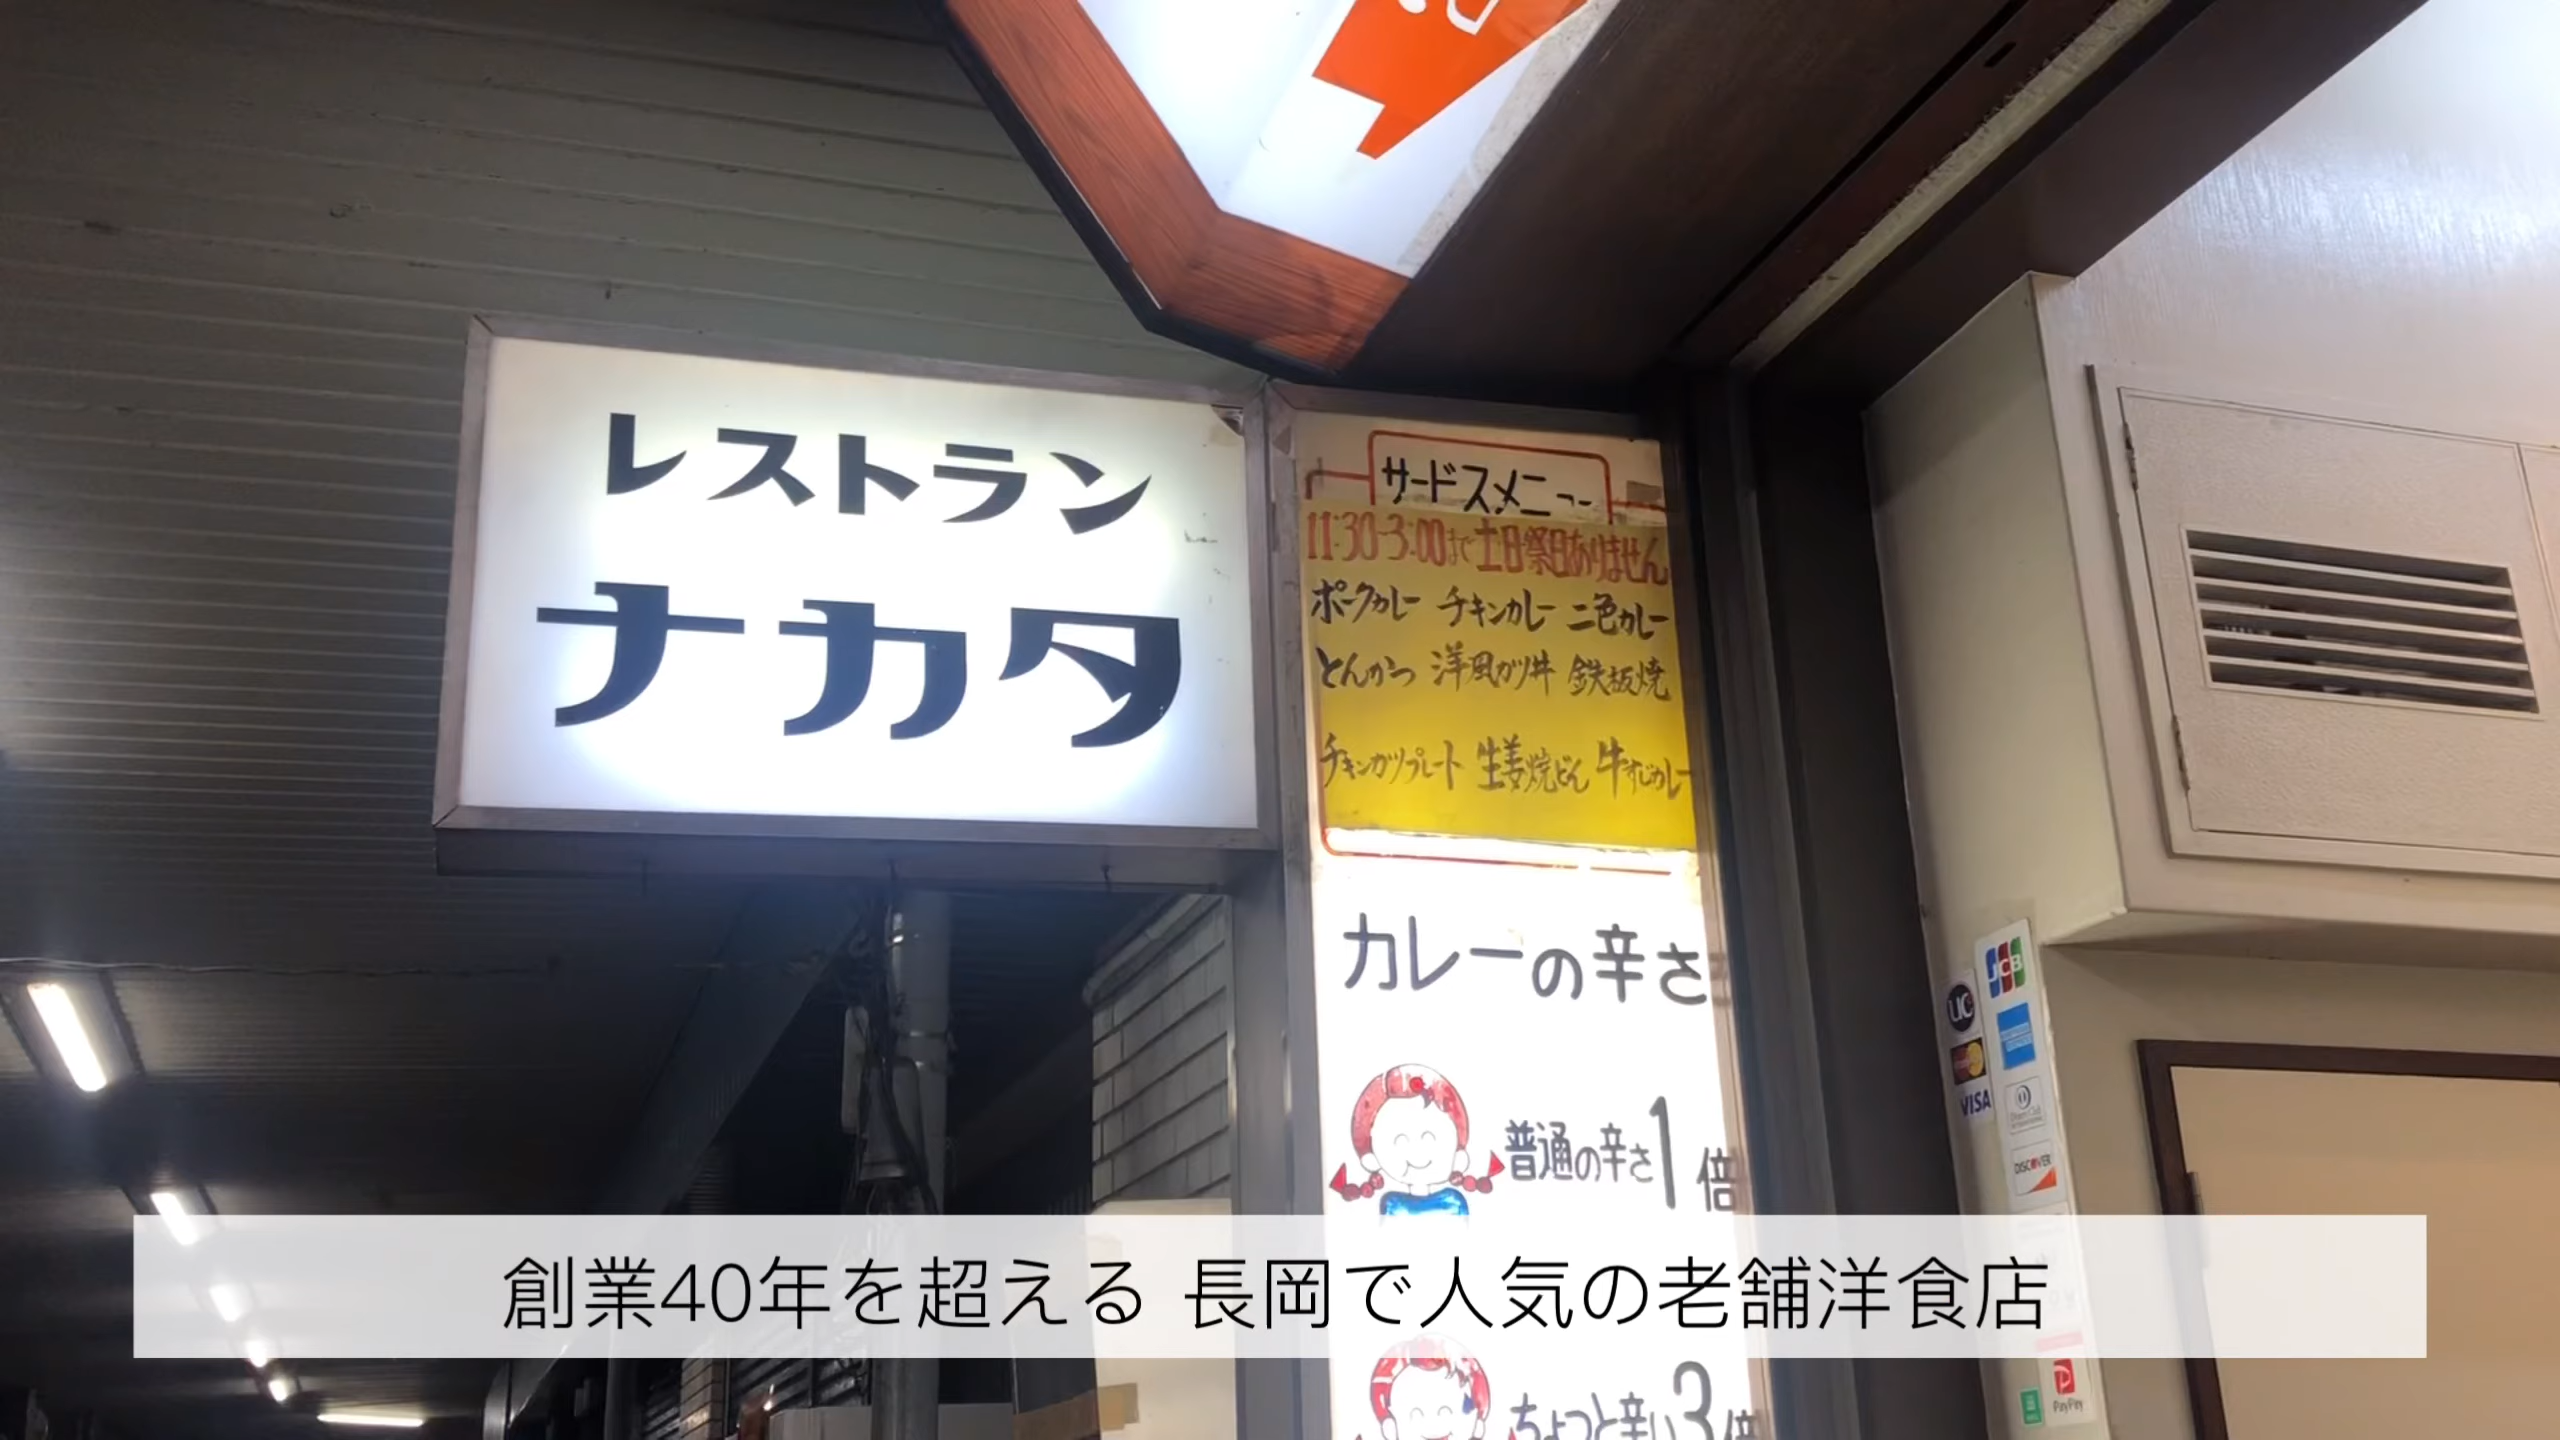 レストラン
ナカタ
サードスメニュー
11:30-3:00まで土日祭日ありません
ポークカレー チキンカレー 二色カレー
とんかつ 洋風カツ丼 鉄板焼
チキンカツプレート 生姜焼どん 牛すじカレー
カレーの辛さ
普通の辛さ1倍
ちょっと辛い3倍
JCB
UC
VISA
DISCOVER
PayPay
創業40年を超える 長岡で人気の老舗洋食店